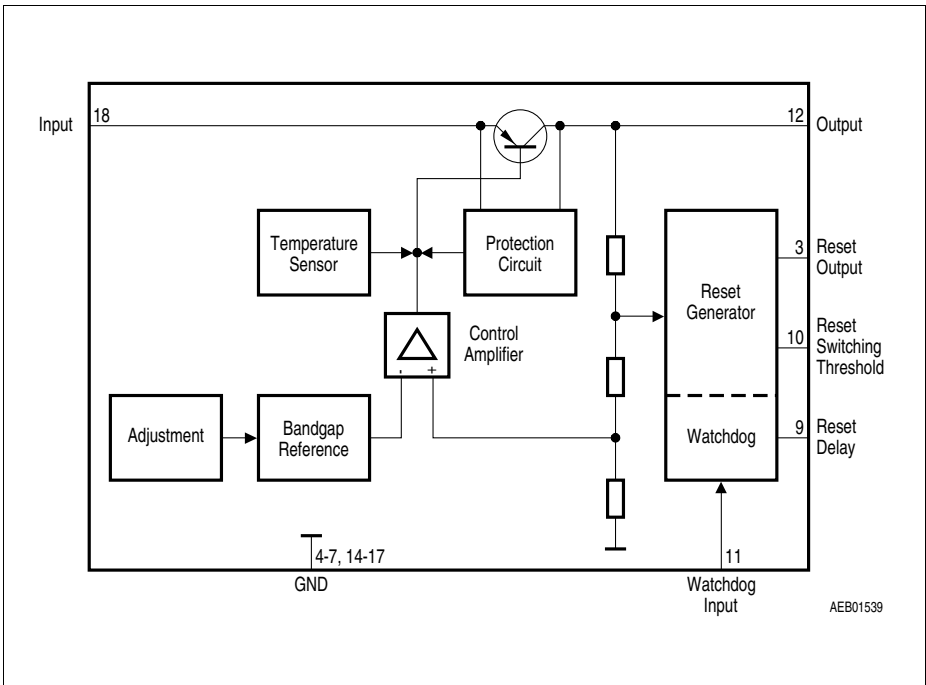 Input
18
12
Output
Temperature
Sensor
Protection
Circuit
Reset
Generator
3
Reset
Output
Control
Amplifier
10
Reset
Switching
Threshold
- +
Adjustment
Bandgap
Reference
Watchdog
9
Reset
Delay
4-7, 14-17
GND
11
Watchdog
Input
AEB01539